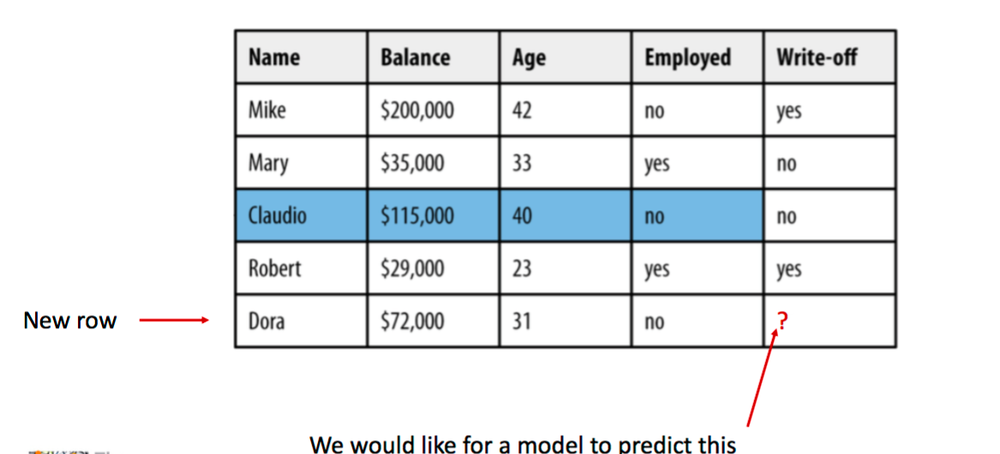 Name Balance Age Employed Write-off
Mike $200,000 42 no yes
Mary $35,000 33 yes no
Claudio $115,000 40 no no
Robert $29,000 23 yes yes
New row Dora $72,000 31 no ?
We would like for a model to predict this